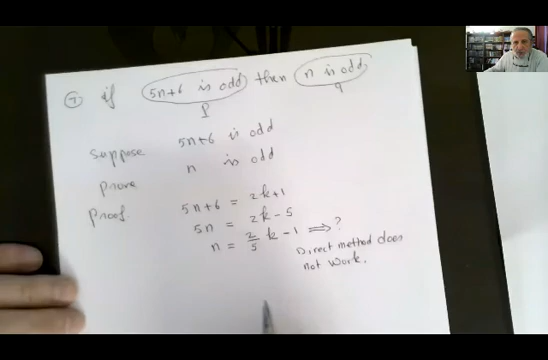 ⑦ if 5n+6 is odd then n is odd
P q
suppose 5n+6 is odd
prove n is odd
Proof. 5n+6 = 2k+1
5n = 2k-5
n = 2/5 k - 1 ⟹ ?
Direct method does
not work.